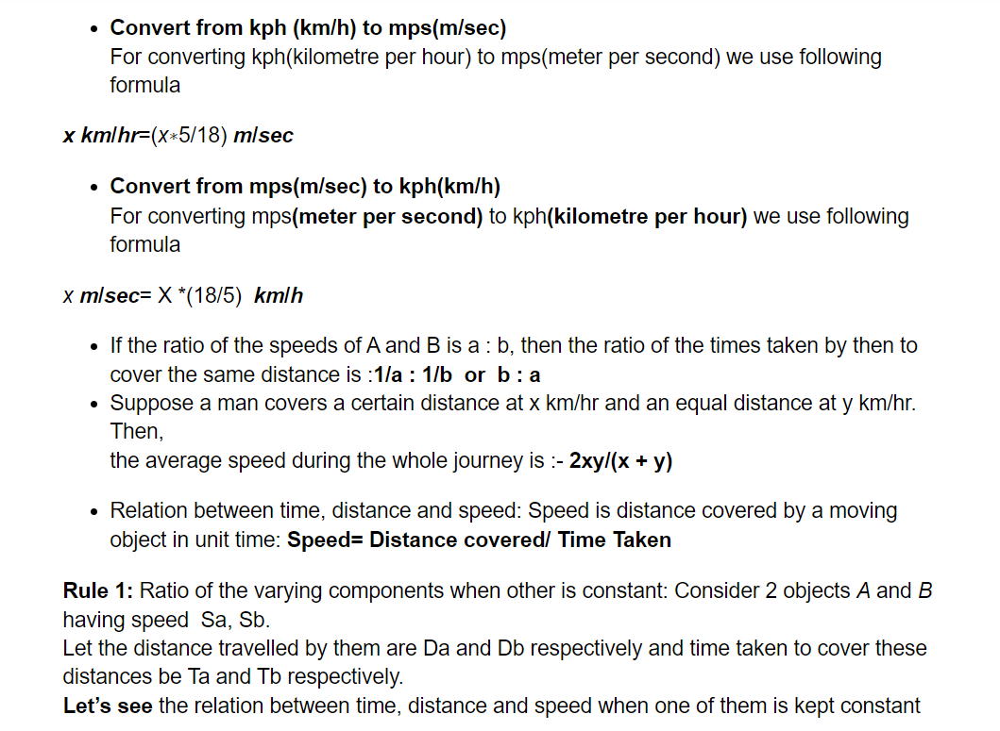 • Convert from kph (km/h) to mps(m/sec)
For converting kph(kilometre per hour) to mps(meter per second) we use following
formula
x km/hr=(x*5/18) m/sec
• Convert from mps(m/sec) to kph(km/h)
For converting mps(meter per second) to kph(kilometre per hour) we use following
formula
x m/sec= X *(18/5)  km/h
• If the ratio of the speeds of A and B is a : b, then the ratio of the times taken by then to
cover the same distance is :1/a : 1/b  or  b : a
• Suppose a man covers a certain distance at x km/hr and an equal distance at y km/hr.
Then,
the average speed during the whole journey is :- 2xy/(x + y)
• Relation between time, distance and speed: Speed is distance covered by a moving
object in unit time: Speed= Distance covered/ Time Taken
Rule 1: Ratio of the varying components when other is constant: Consider 2 objects A and B
having speed  Sa, Sb.
Let the distance travelled by them are Da and Db respectively and time taken to cover these
distances be Ta and Tb respectively.
Let’s see the relation between time, distance and speed when one of them is kept constant